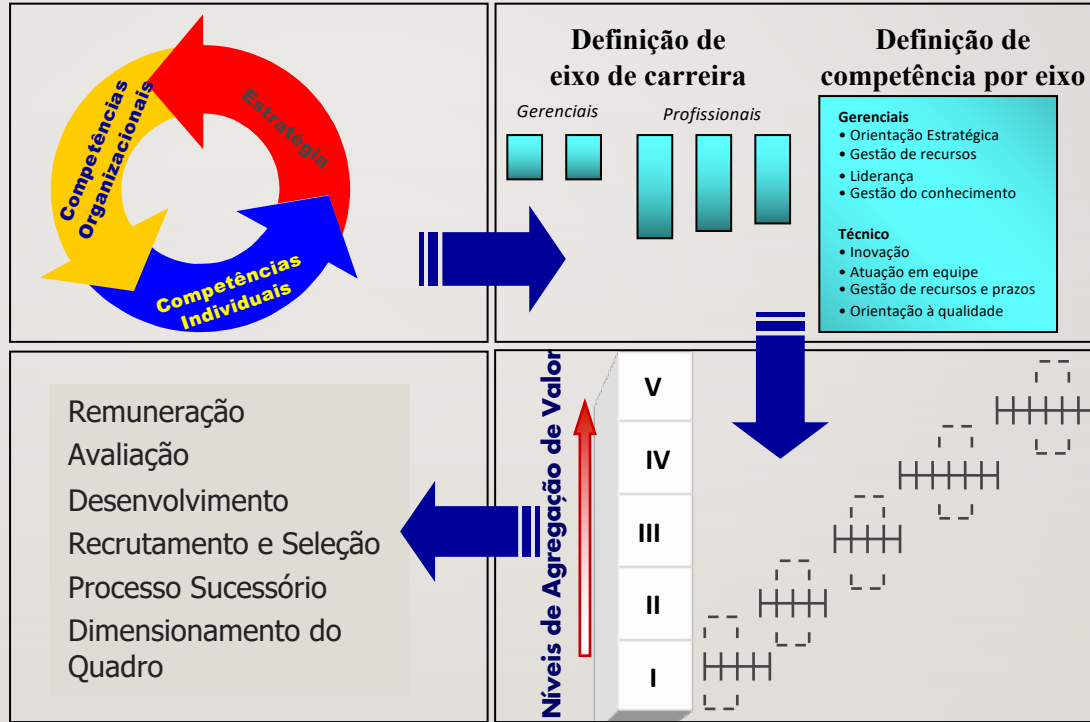 Competências
Organizacionais
Estratégia
Competências
Individuais
Definição de
eixo de carreira
Gerenciais
Profissionais
Definição de
competência por eixo
Gerenciais
• Orientação Estratégica
• Gestão de recursos
• Liderança
• Gestão do conhecimento
Técnico
• Inovação
• Atuação em equipe
• Gestão de recursos e prazos
• Orientação à qualidade
Remuneração
Avaliação
Desenvolvimento
Recrutamento e Seleção
Processo Sucessório
Dimensionamento do
Quadro
Níveis de Agregação de Valor
V
IV
III
II
I